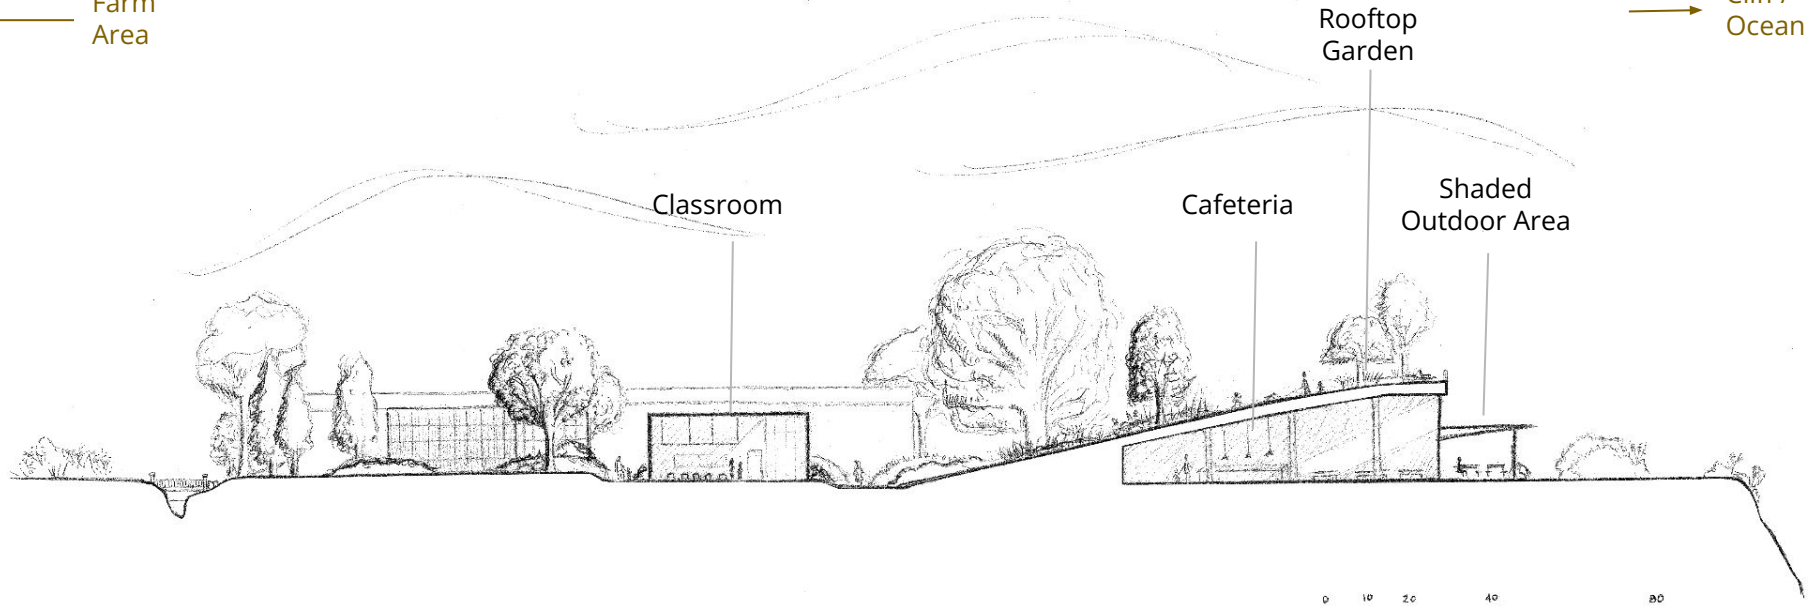 Farm
Area
Ocean
Rooftop
Garden
Classroom
Cafeteria
Shaded
Outdoor Area
0 10 20 40 80